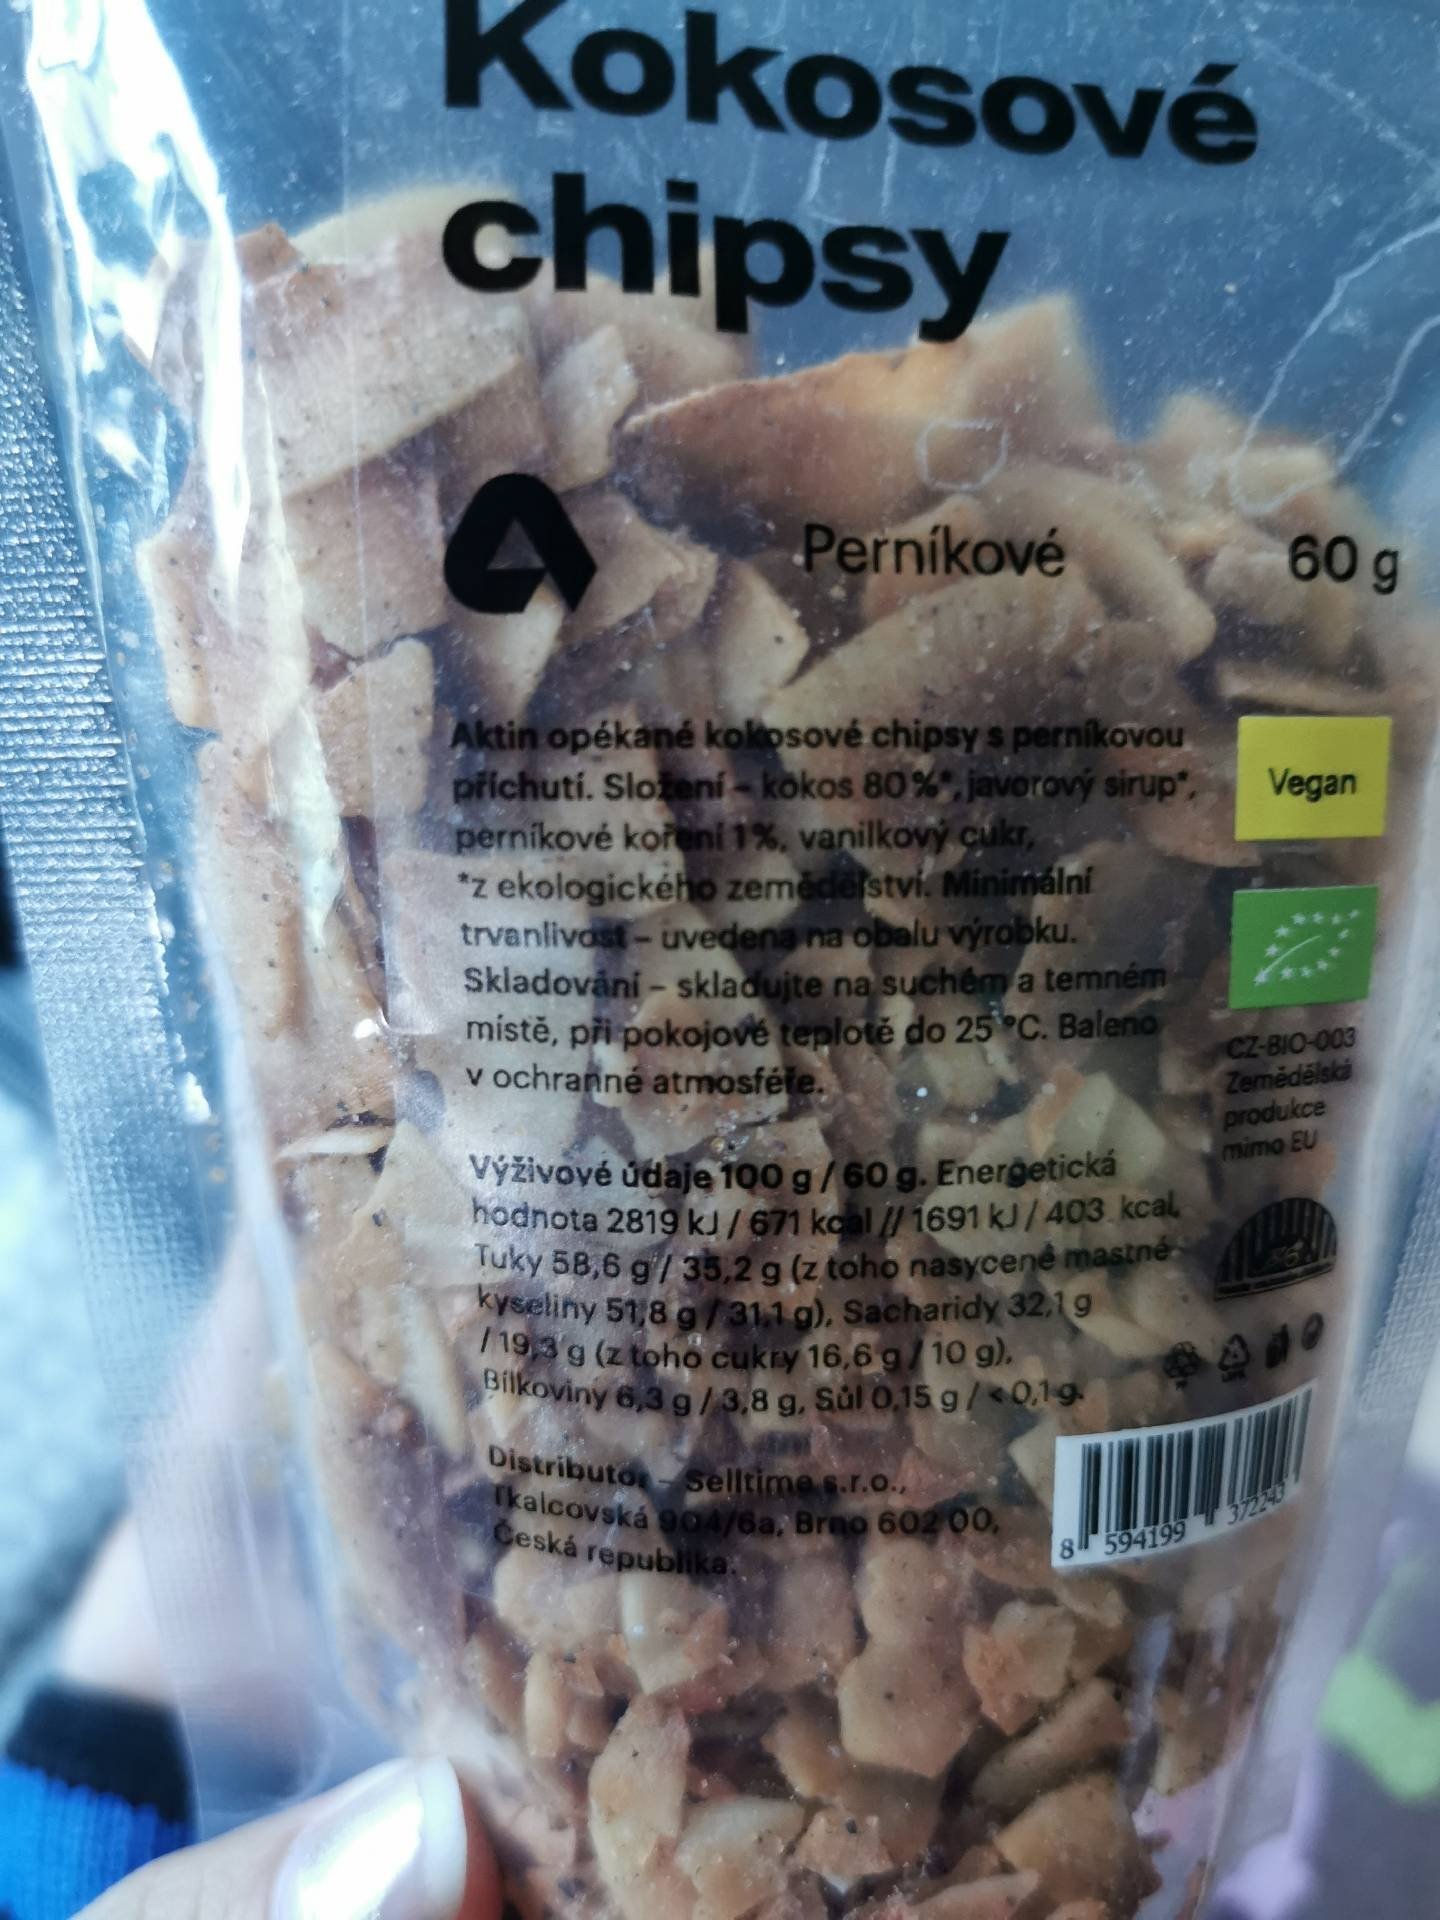 Kokosové
chipsy
Perníkové
60 g
Aktin opékané kokosové chipsy s perníkovou
příchutí. Složení – kokos 80 %*, javorový sirup*,
perníkové koření 1 %, vanilkový cukr,
*z ekologického zemědělství. Minimální
trvanlivost – uvedena na obalu výrobku.
Skladování – skladujte na suchém a temném
místě, při pokojové teplotě do 25 °C. Baleno
v ochranné atmosféře.
Vegan
CZ-BIO-003
Zemědělská
produkce
mimo EU
Výživové údaje 100 g / 60 g. Energetická
hodnota 2819 kJ / 671 kcal // 1691 kJ / 403 kcal,
Tuky 58,6 g / 35,2 g (z toho nasycené mastné
kyseliny 51,8 g / 31,1 g), Sacharidy 32,1 g
/ 19,3 g (z toho cukry 16,6 g / 10 g),
Bílkoviny 6,3 g / 3,8 g, Sůl 0,15 g / < 0,1 g.
Distributor – Selltime s.r.o.,
Tkalcovská 904/6a, Brno 602 00,
Česká republika.
8 594199 372243